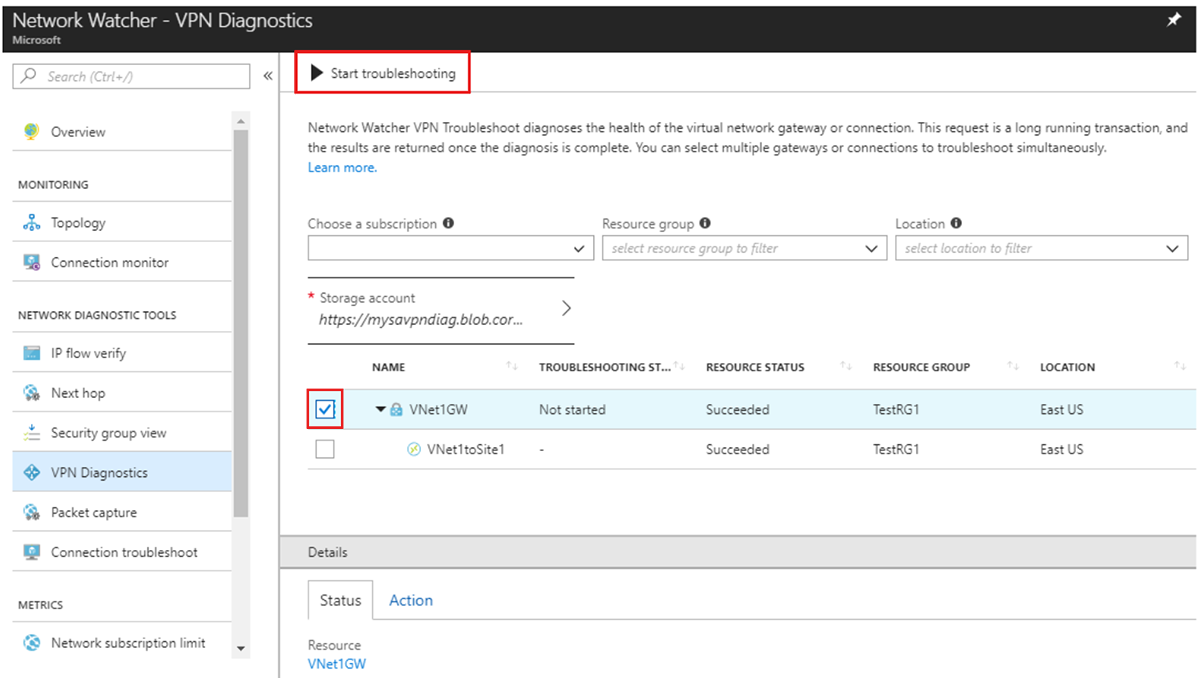 Network Watcher - VPN Diagnostics
Microsoft
Search (Ctrl+/)
«
Overview
MONITORING
Topology
Connection monitor
NETWORK DIAGNOSTIC TOOLS
IP flow verify
Next hop
Security group view
VPN Diagnostics
Packet capture
Connection troubleshoot
METRICS
Network subscription limit
Start troubleshooting
Network Watcher VPN Troubleshoot diagnoses the health of the virtual network gateway or connection. This request is a long running transaction, and
the results are returned once the diagnosis is complete. You can select multiple gateways or connections to troubleshoot simultaneously.
Learn more.
Choose a subscription Resource group Location
select resource group to filter select location to filter
* Storage account
https://mysavpndiag.blob.cor...
NAME TROUBLESHOOTING ST... RESOURCE STATUS RESOURCE GROUP LOCATION
VNet1GW Not started Succeeded TestRG1 East US
VNet1toSite1 - Succeeded TestRG1 East US
Details
Status Action
Resource
VNet1GW